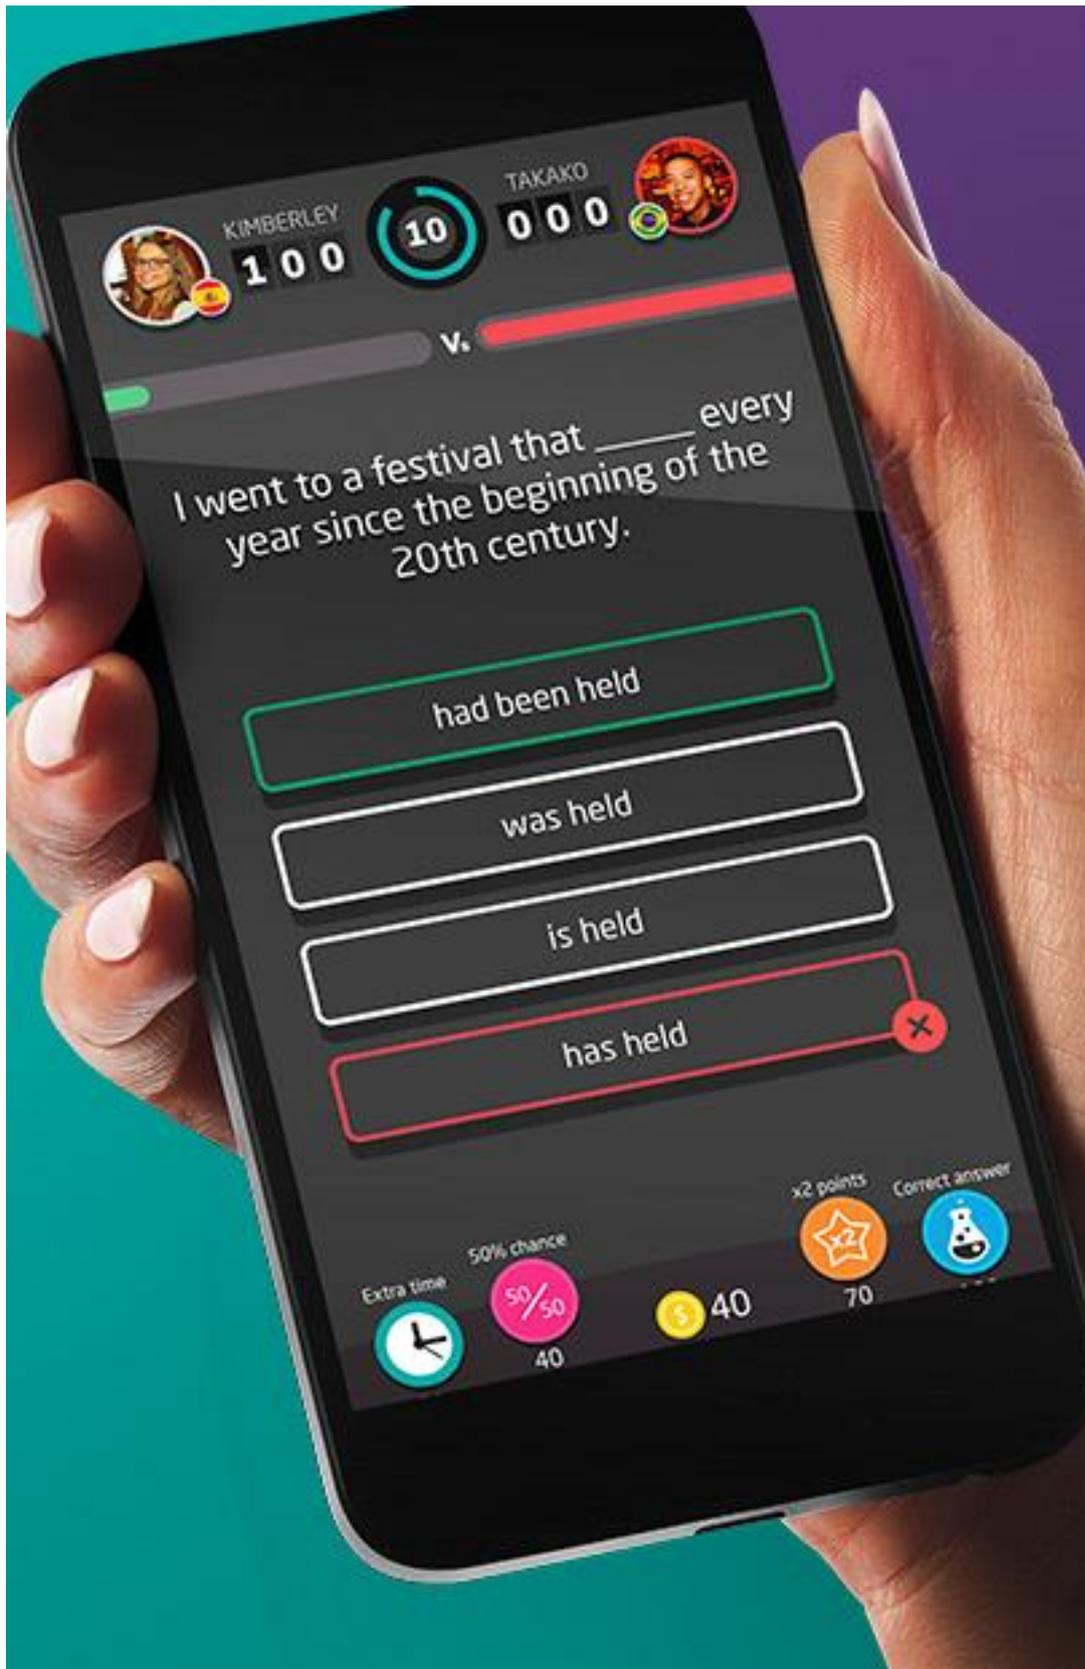 KIMBERLEY
100
10
TAKAKO
000
V.
I went to a festival that _____ every
year since the beginning of the
20th century.
had been held
was held
is held
has held
Extra time
50% chance
50/50
40
S 40
x2 points
x2
70
Correct answer